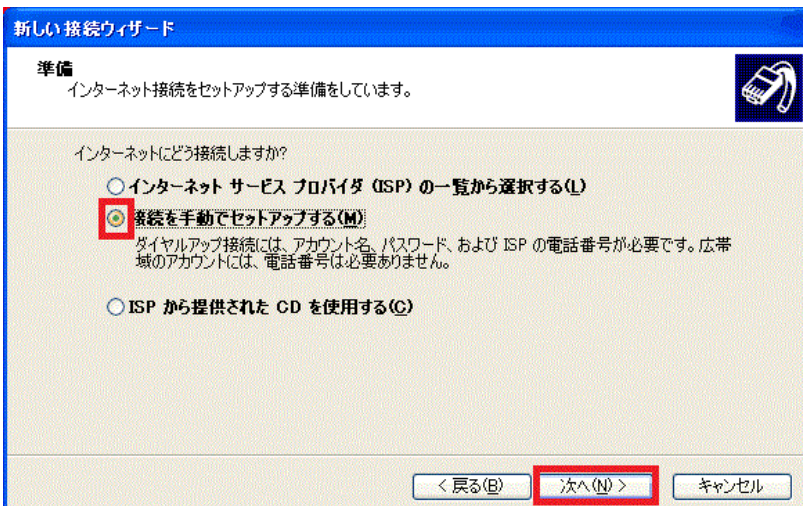 新しい接続ウィザード
準備
インターネット接続をセットアップする準備をしています。
インターネットにどう接続しますか?
インターネット サービス プロバイダ (ISP) の一覧から選択する(L)
接続を手動でセットアップする(M)
ダイヤルアップ接続には、アカウント名、パスワード、および ISP の電話番号が必要です。広帯
域のアカウントには、電話番号は必要ありません。
ISP から提供された CD を使用する(C)
< 戻る(B) 次へ(N) > キャンセル